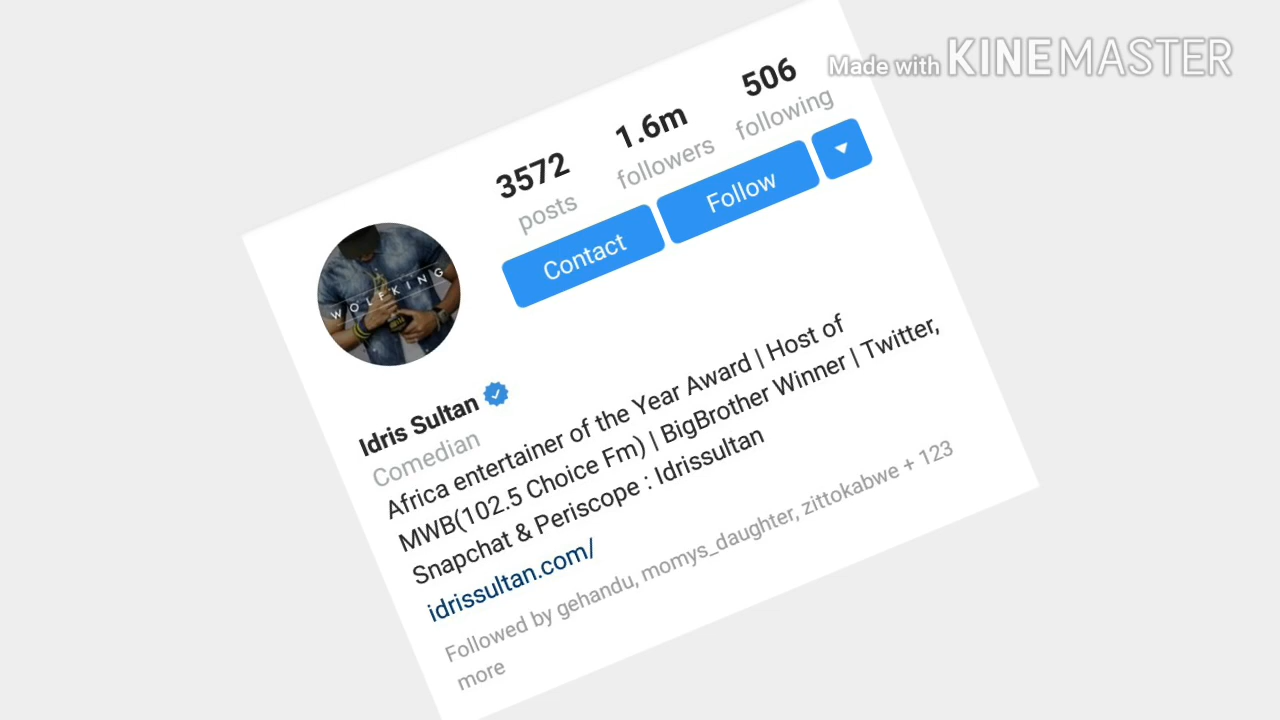 Made with KINEMASTER
3572 1.6m 506
posts followers following
Contact Follow
WOLFKING
Idris Sultan
Comedian
Africa entertainer of the Year Award | Host of
MWB(102.5 Choice Fm) | BigBrother Winner | Twitter,
Snapchat & Periscope : Idrissultan
idrissultan.com/
Followed by gehandu, momys_daughter, zittokabwe + 123
more